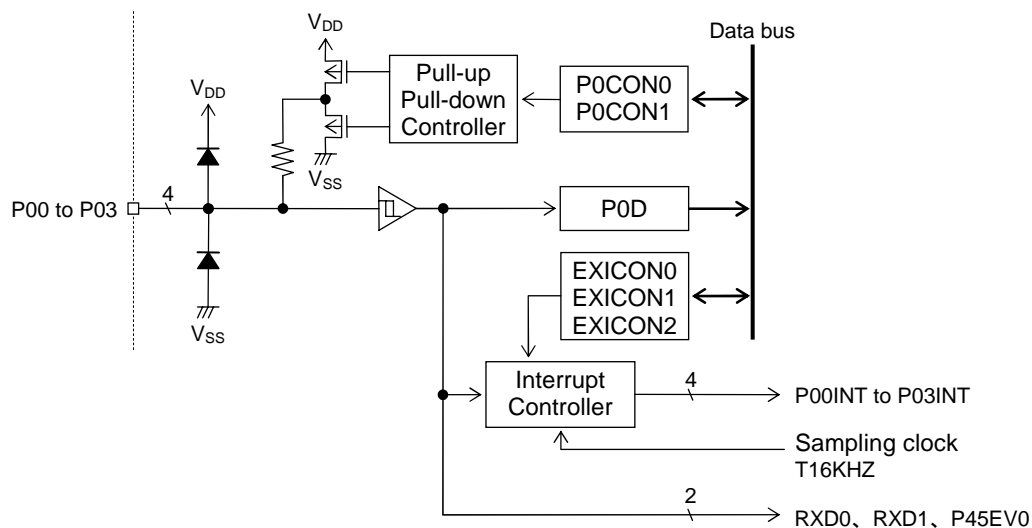 VDD
Data bus
Pull-up
Pull-down
Controller
P0CON0
P0CON1
VDD
VSS
P00 to P03
4
P0D
EXICON0
EXICON1
EXICON2
VSS
Interrupt
Controller
4
P00INT to P03INT
Sampling clock
T16KHZ
2
RXD0、RXD1、P45EV0